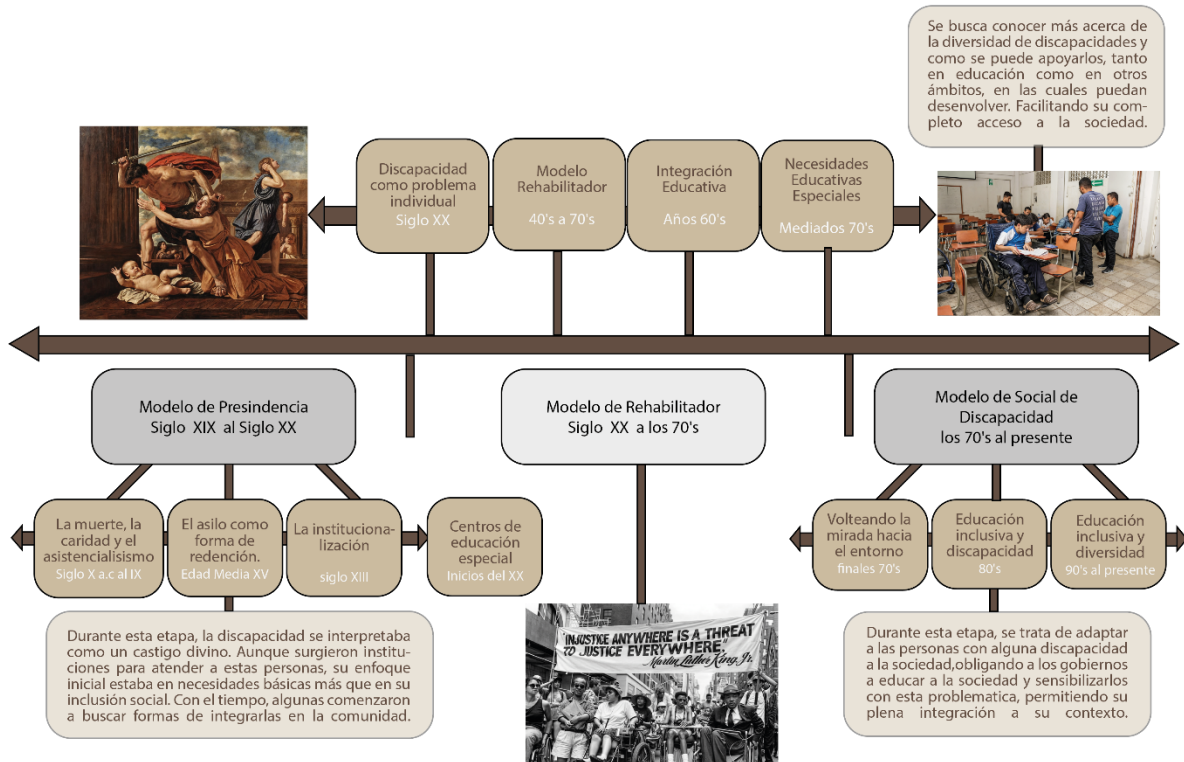 Se busca conocer más acerca de
la diversidad de discapacidades y
como se puede apoyarlos, tanto
en educación como en otros
ámbitos, en las cuales puedan
desenvolver. Facilitando su com-
pleto acceso a la sociedad.
Discapacidad
como problema
individual
Siglo XX
Modelo
Rehabilitador
40's a 70's
Integración
Educativa
Años 60's
Necesidades
Educativas
Especiales
Mediados 70's
Modelo de Presindencia
Siglo XIX al Siglo XX
Modelo de Rehabilitador
Siglo XX a los 70's
Modelo de Social de
Discapacidad
los 70's al presente
La muerte, la
caridad y el
asistencialisismo
Siglo X a.c al IX
El asilo como
forma de
redención.
Edad Media XV
La instituciona-
lización
siglo XIII
Centros de
educación
especial
Inicios del XX
Volteando la
mirada hacia
el entorno
finales 70's
Educación
inclusiva y
discapacidad
80's
Educación
inclusiva y
diversidad
90's al presente
Durante esta etapa, la discapacidad se interpretaba
como un castigo divino. Aunque surgieron institu-
ciones para atender a estas personas, su enfoque
inicial estaba en necesidades básicas más que en su
inclusión social. Con el tiempo, algunas comenzaron
a buscar formas de integrarlas en la comunidad.
"INJUSTICE ANYWHERE IS A THREAT
TO JUSTICE EVERYWHERE."
Martin Luther King, Jr.
Durante esta etapa, se trata de adaptar
a las personas con alguna discapacidad
a la sociedad,obligando a los gobiernos
a educar a la sociedad y sensibilizarlos
con esta problematica, permitiendo su
plena integración a su contexto.